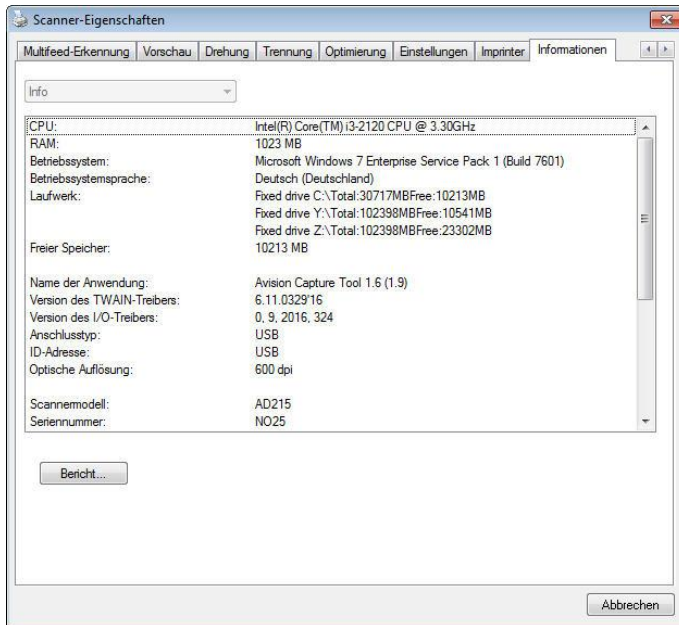 Scanner-Eigenschaften
Multifeed-Erkennung Vorschau Drehung Trennung Optimierung Einstellungen Imprinter Informationen
Info
CPU: Intel(R) Core(TM) i3-2120 CPU @ 3.30GHz
RAM: 1023 MB
Betriebssystem: Microsoft Windows 7 Enterprise Service Pack 1 (Build 7601)
Betriebssystemsprache: Deutsch (Deutschland)
Laufwerk: Fixed drive C:\Total:30717MBFree:10213MB
Fixed drive Y:\Total:102398MBFree:10541MB
Fixed drive Z:\Total:102398MBFree:23302MB
Freier Speicher: 10213 MB
Name der Anwendung: Avision Capture Tool 1.6 (1.9)
Version des TWAIN-Treibers: 6.11.0329'16
Version des I/O-Treibers: 0, 9, 2016, 324
Anschlusstyp: USB
ID-Adresse: USB
Optische Auflösung: 600 dpi
Scannermodell: AD215
Seriennummer: NO25
Bericht...
Abbrechen